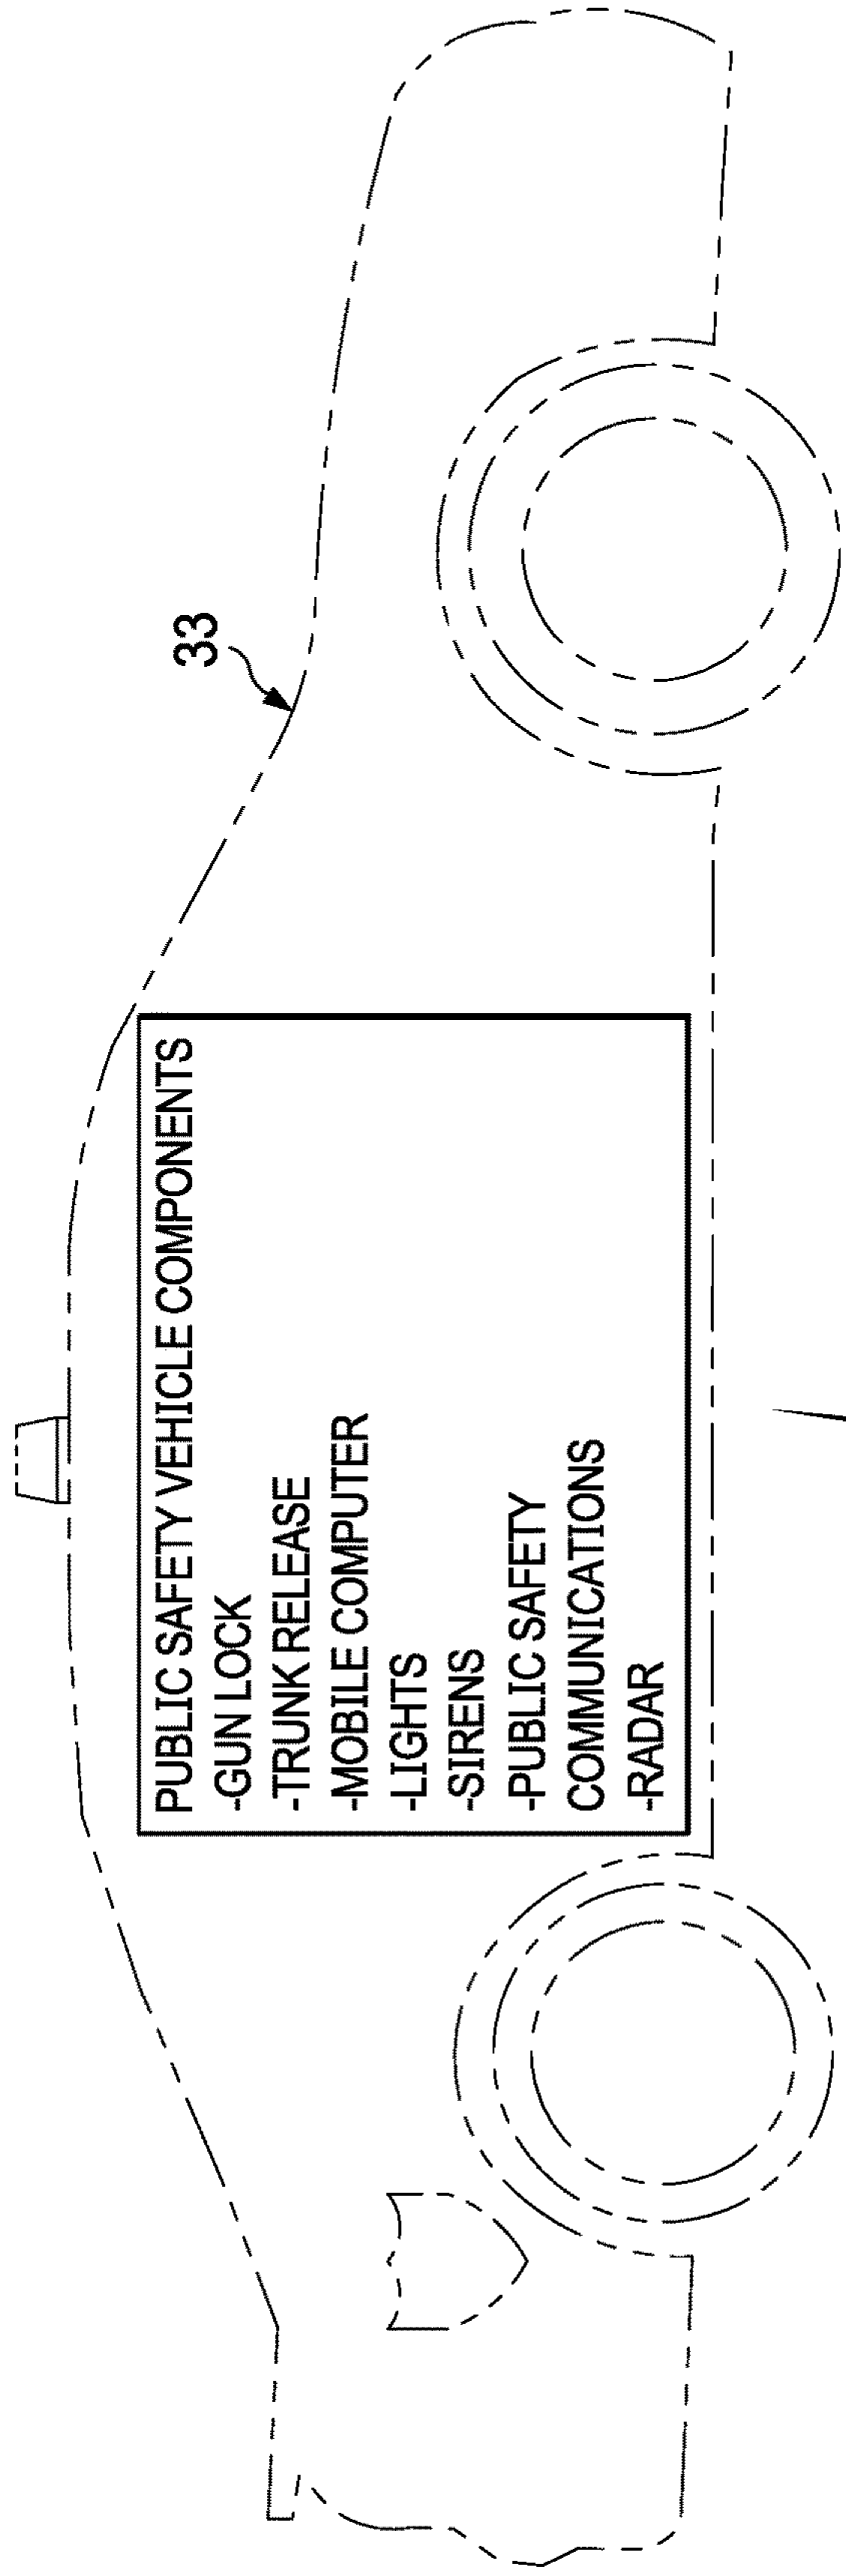 33
PUBLIC SAFETY VEHICLE COMPONENTS
-GUN LOCK
-TRUNK RELEASE
-MOBILE COMPUTER
-LIGHTS
-SIRENS
-PUBLIC SAFETY
COMMUNICATIONS
-RADAR